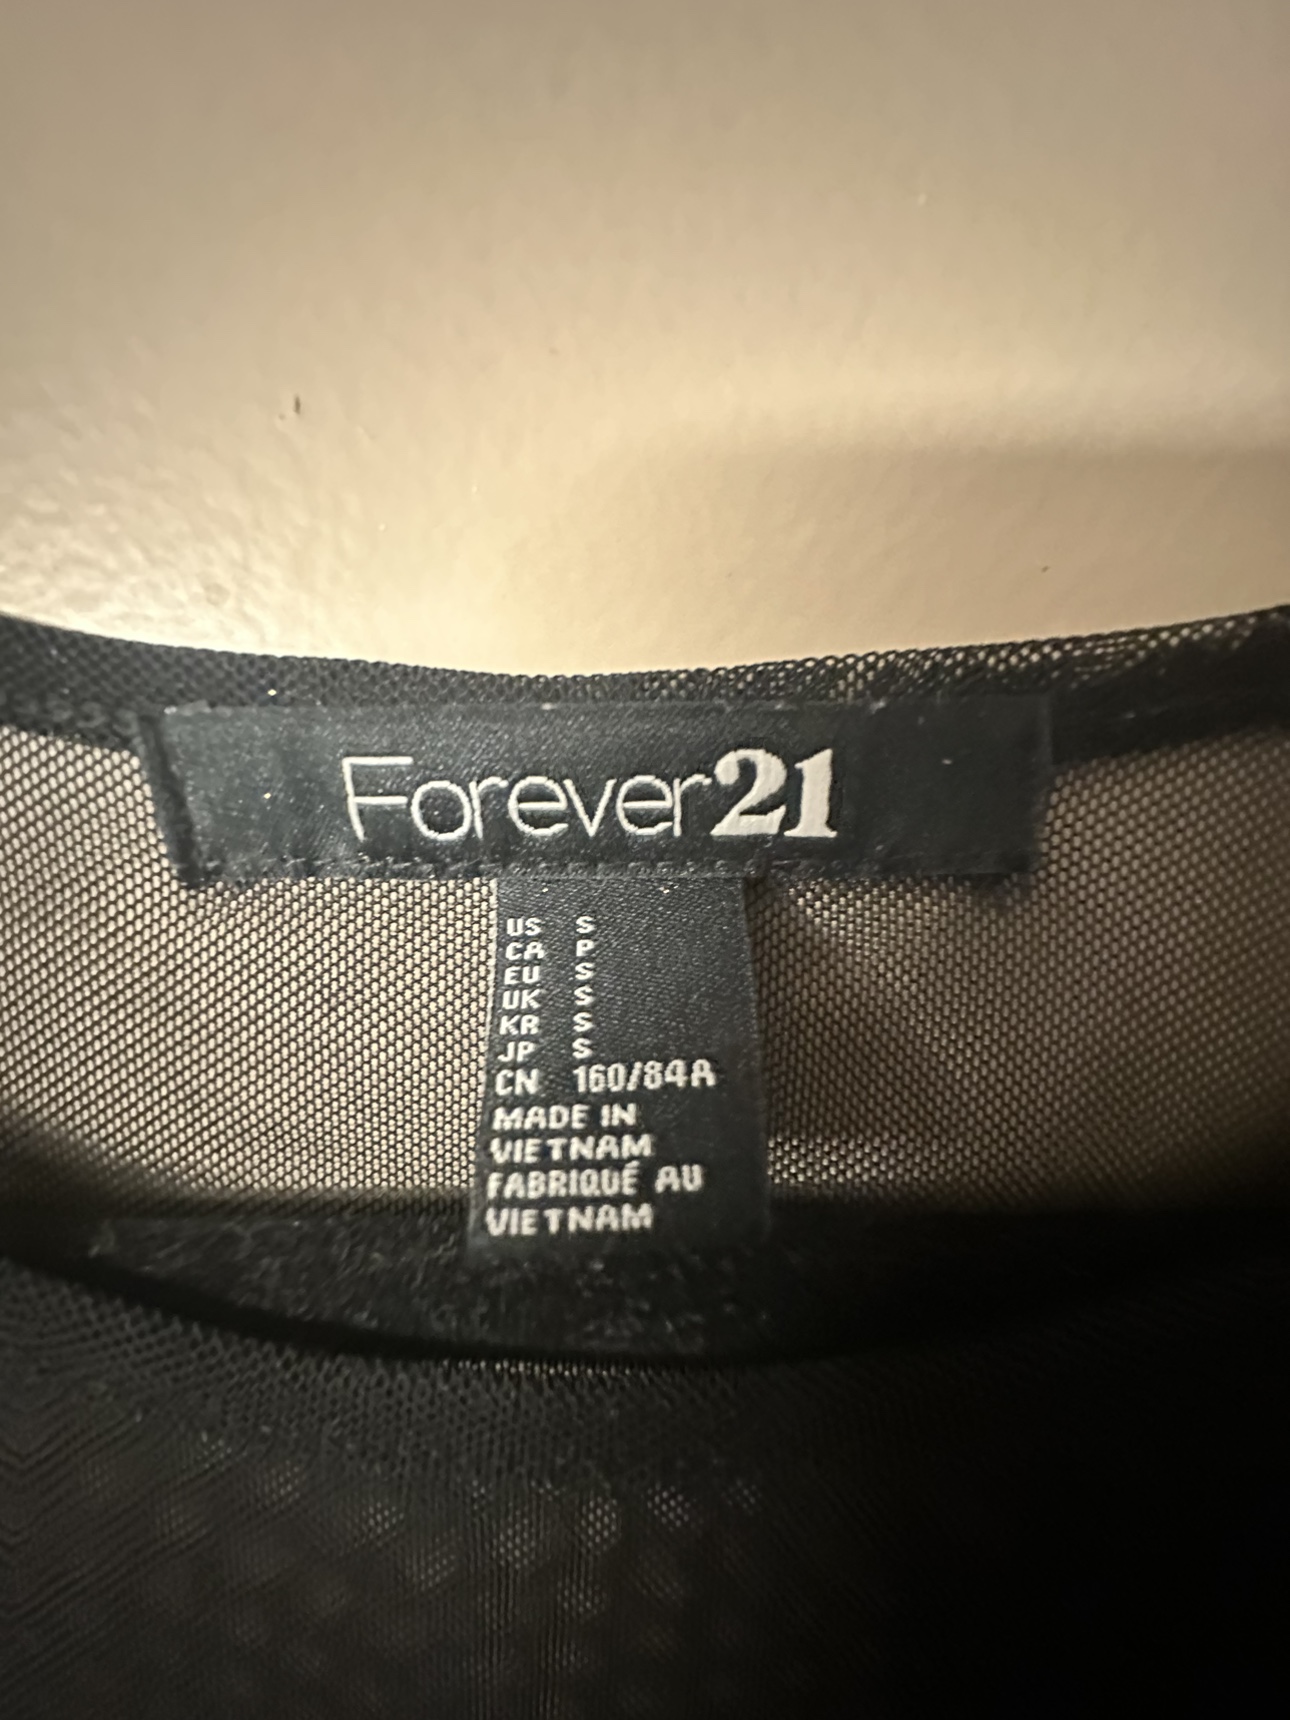 Forever21
US S
CA P
EU S
UK S
KR S
JP S
CN 160/84A
MADE IN
VIETNAM
FABRIQUÉ AU
VIETNAM